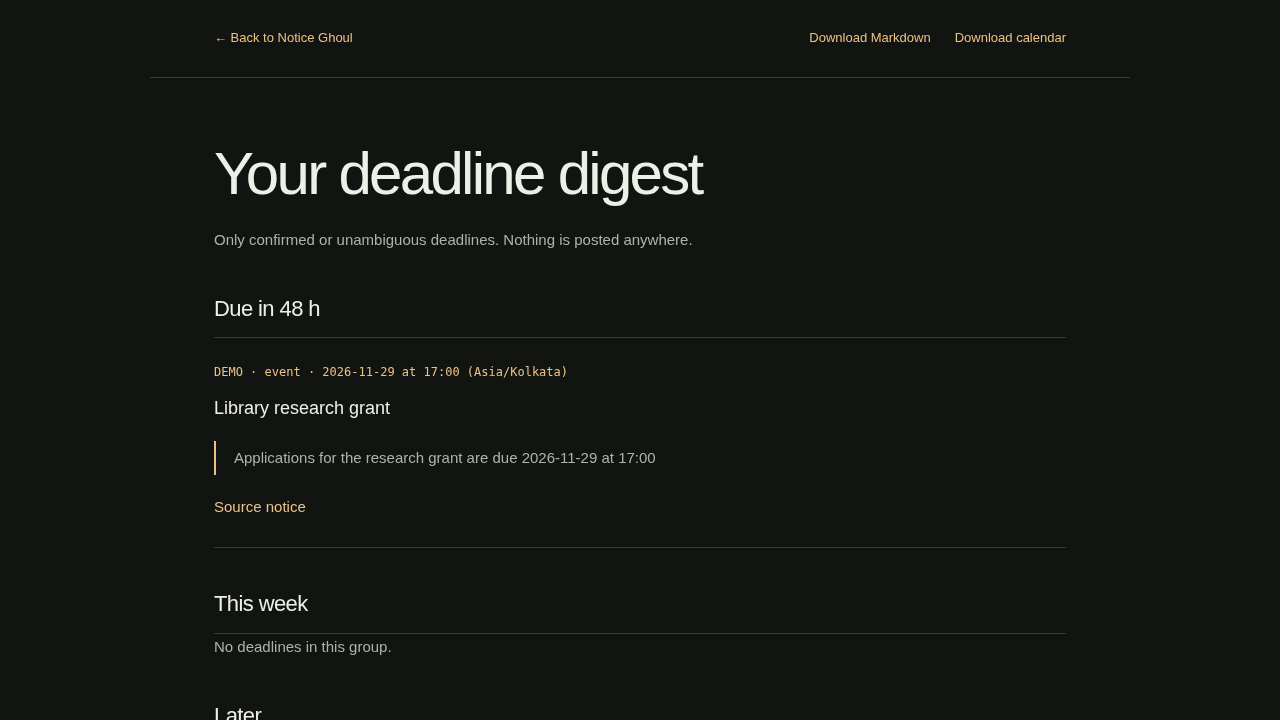 ← Back to Notice Ghoul
Download Markdown
Download calendar
Your deadline digest
Only confirmed or unambiguous deadlines. Nothing is posted anywhere.
Due in 48 h
DEMO · event · 2026-11-29 at 17:00 (Asia/Kolkata)
Library research grant
Applications for the research grant are due 2026-11-29 at 17:00
Source notice
This week
No deadlines in this group.
Later